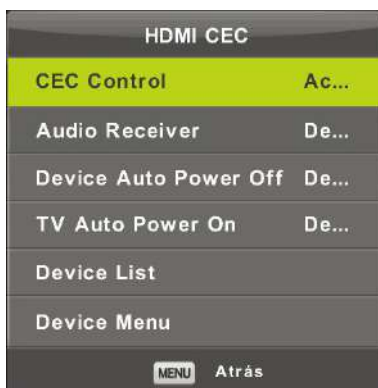 HDMI CEC
CEC Control Ac...
Audio Receiver De...
Device Auto Power Off De...
TV Auto Power On De...
Device List
Device Menu
MENU Atrás